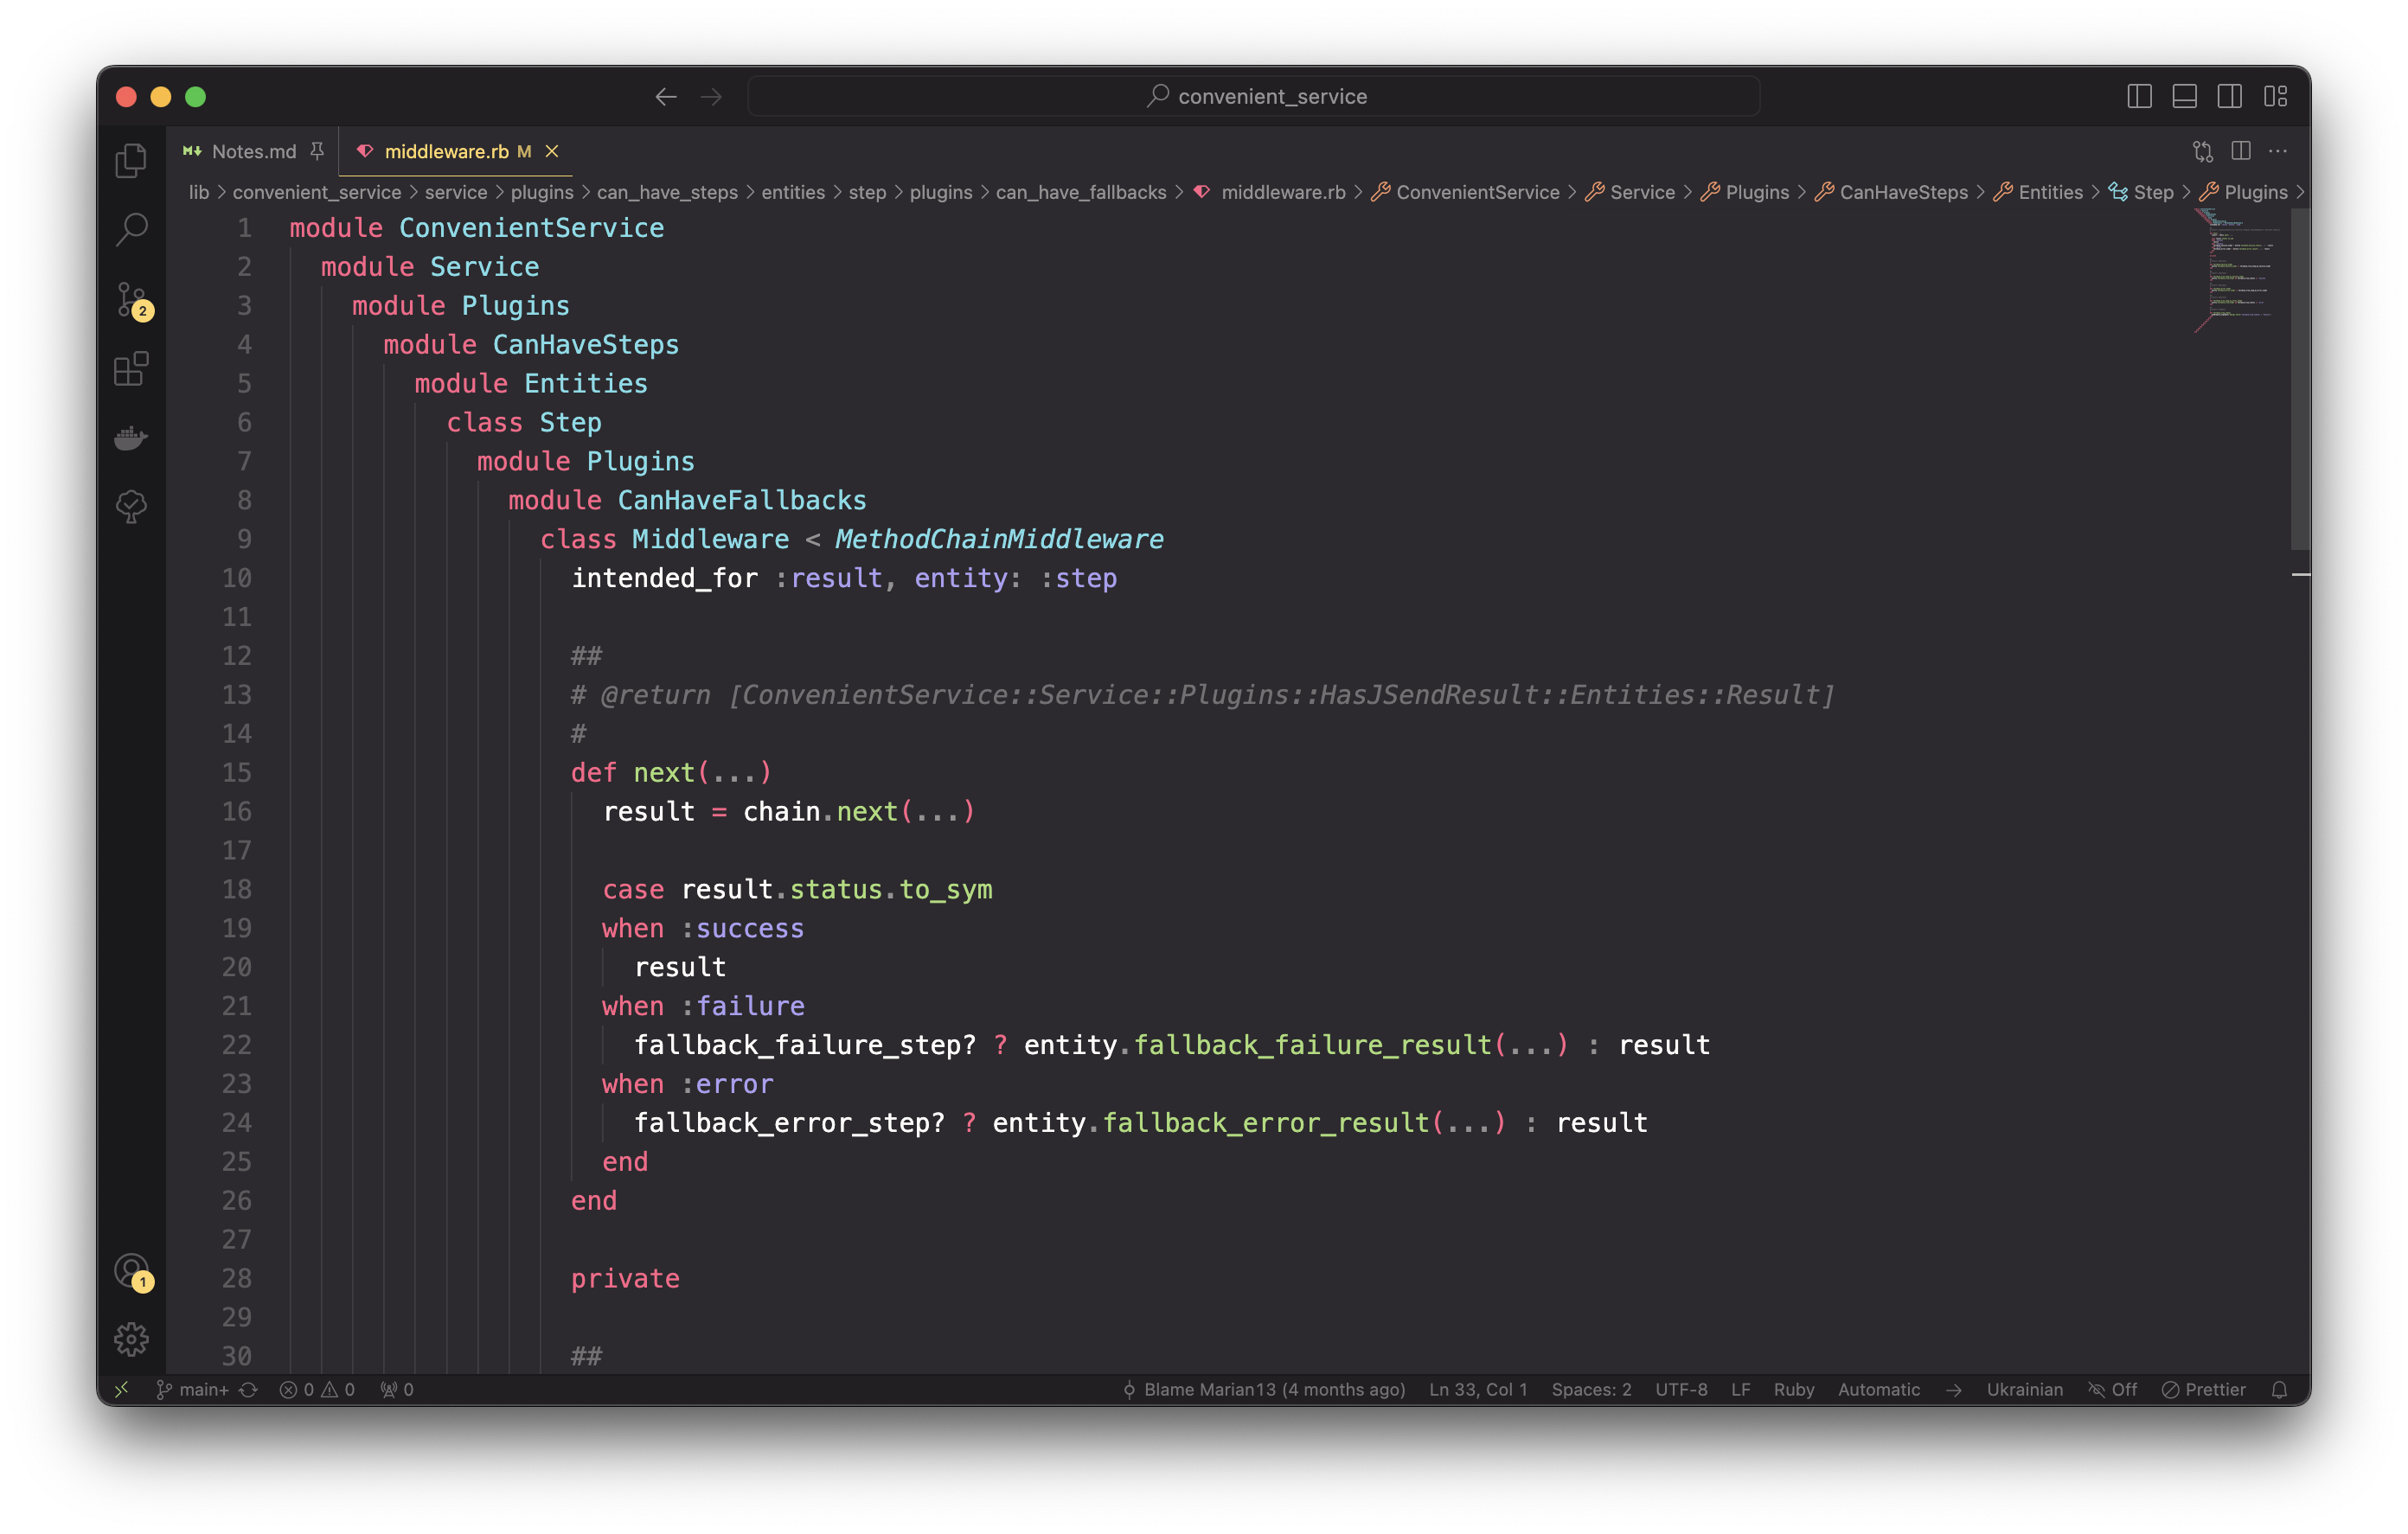 convenient_service
Notes.md
middleware.rb M
lib > convenient_service > service > plugins > can_have_steps > entities > step > plugins > can_have_fallbacks > middleware.rb > ConvenientService > Service > Plugins > CanHaveSteps > Entities > Step > Plugins >
1 module ConvenientService
2   module Service
3     module Plugins
4       module CanHaveSteps
5         module Entities
6           class Step
7             module Plugins
8               module CanHaveFallbacks
9                 class Middleware < MethodChainMiddleware
10                  intended_for :result, entity: :step
11
12                  ##
13                  # @return [ConvenientService::Service::Plugins::HasJSendResult::Entities::Result]
14                  #
15                  def next(...)
16                    result = chain.next(...)
17
18                    case result.status.to_sym
19                    when :success
20                      result
21                    when :failure
22                      fallback_failure_step? ? entity.fallback_failure_result(...) : result
23                    when :error
24                      fallback_error_step? ? entity.fallback_error_result(...) : result
25                    end
26                  end
27
28                  private
29
30                  ##
2
1
main+ 0 0 0 Blame Marian13 (4 months ago) Ln 33, Col 1 Spaces: 2 UTF-8 LF Ruby Automatic → Ukrainian Off Prettier